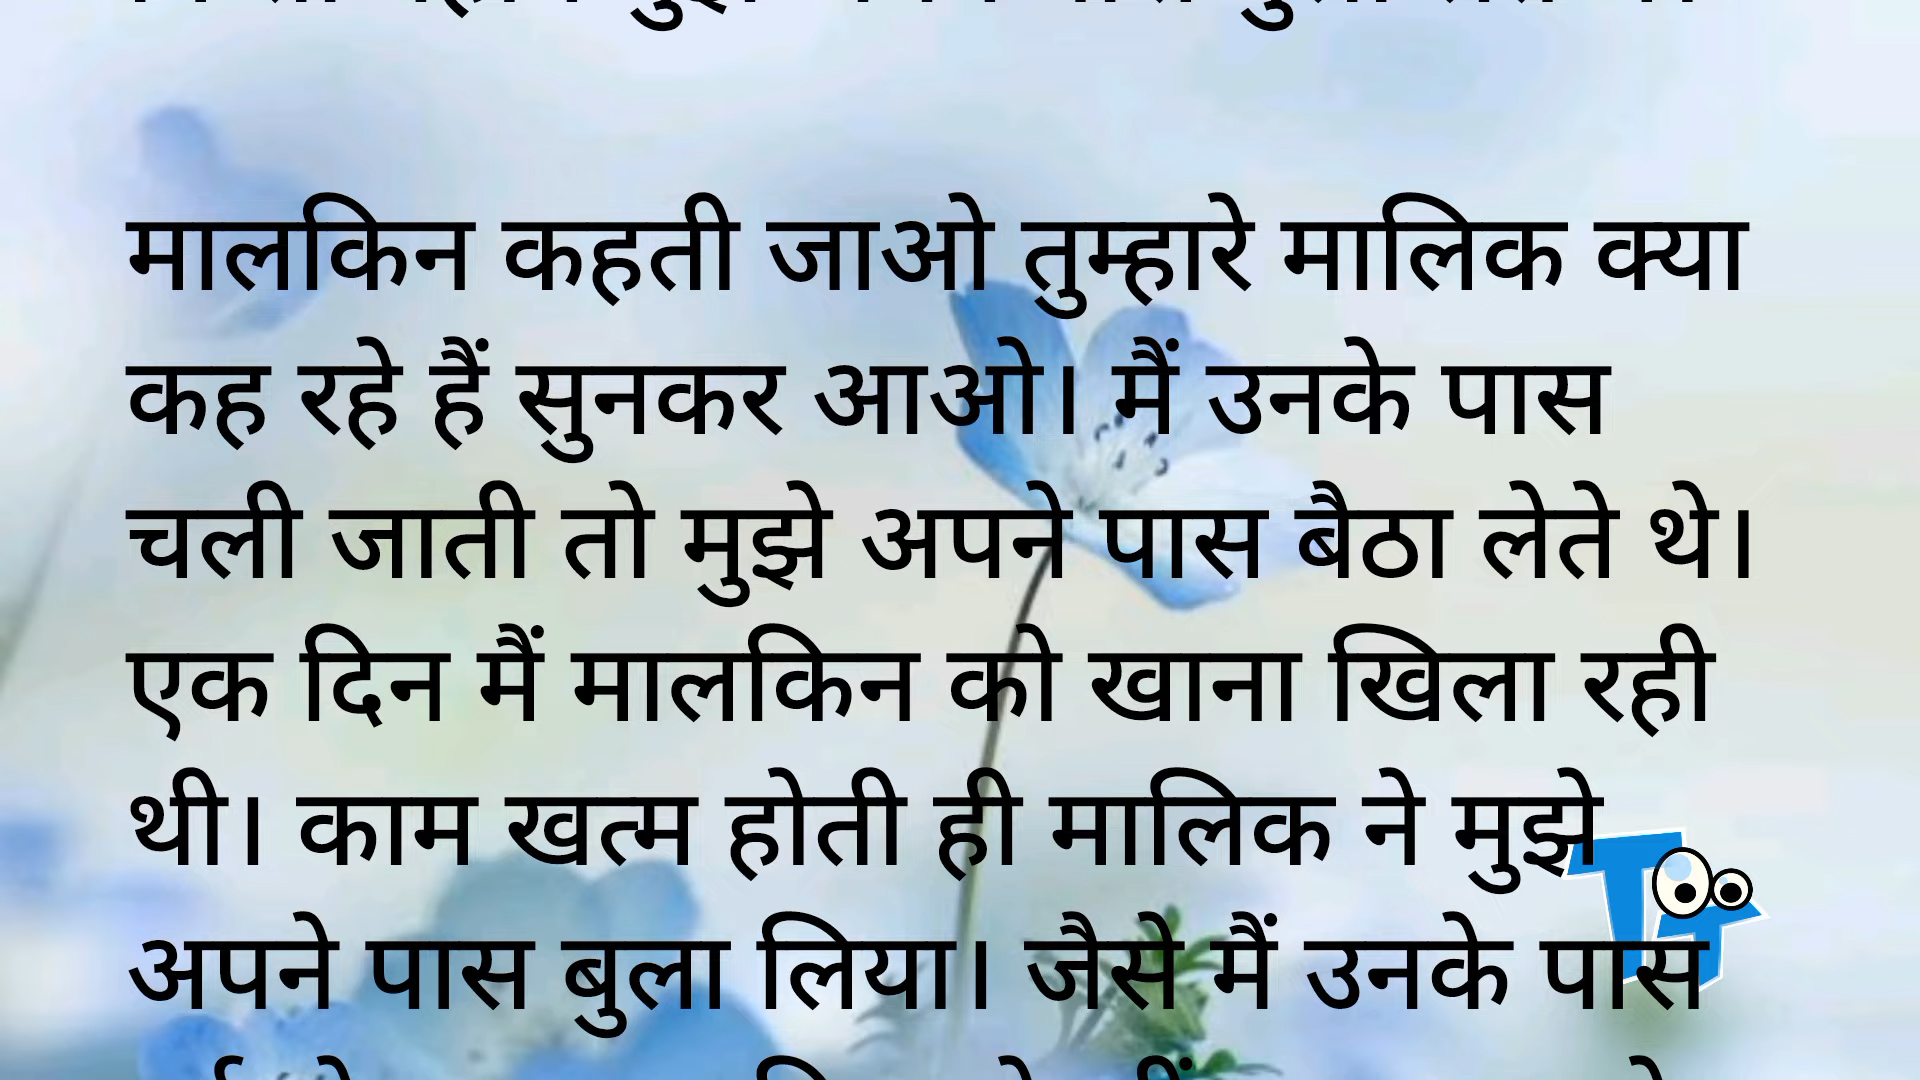 मालकिन कहती जाओ तुम्हारे मालिक क्या
कह रहे हैं सुनकर आओ। मैं उनके पास
चली जाती तो मुझे अपने पास बैठा लेते थे।
एक दिन मैं मालकिन को खाना खिला रही
थी। काम खत्म होती ही मालिक ने मुझे
अपने पास बुला लिया। जैसे मैं उनके पास